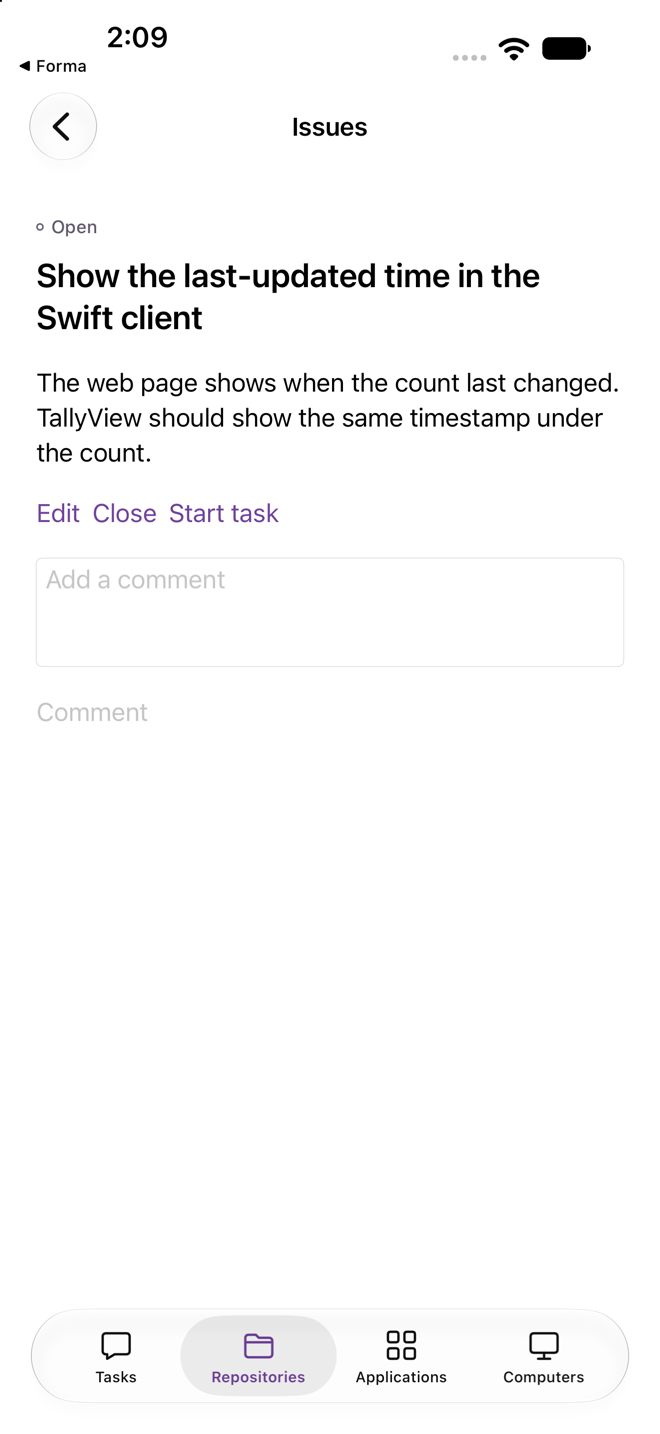 2:09
◀ Forma
Issues
Open
Show the last-updated time in the
Swift client
The web page shows when the count last changed.
TallyView should show the same timestamp under
the count.
Edit Close Start task
Add a comment
Comment
Tasks Repositories Applications Computers